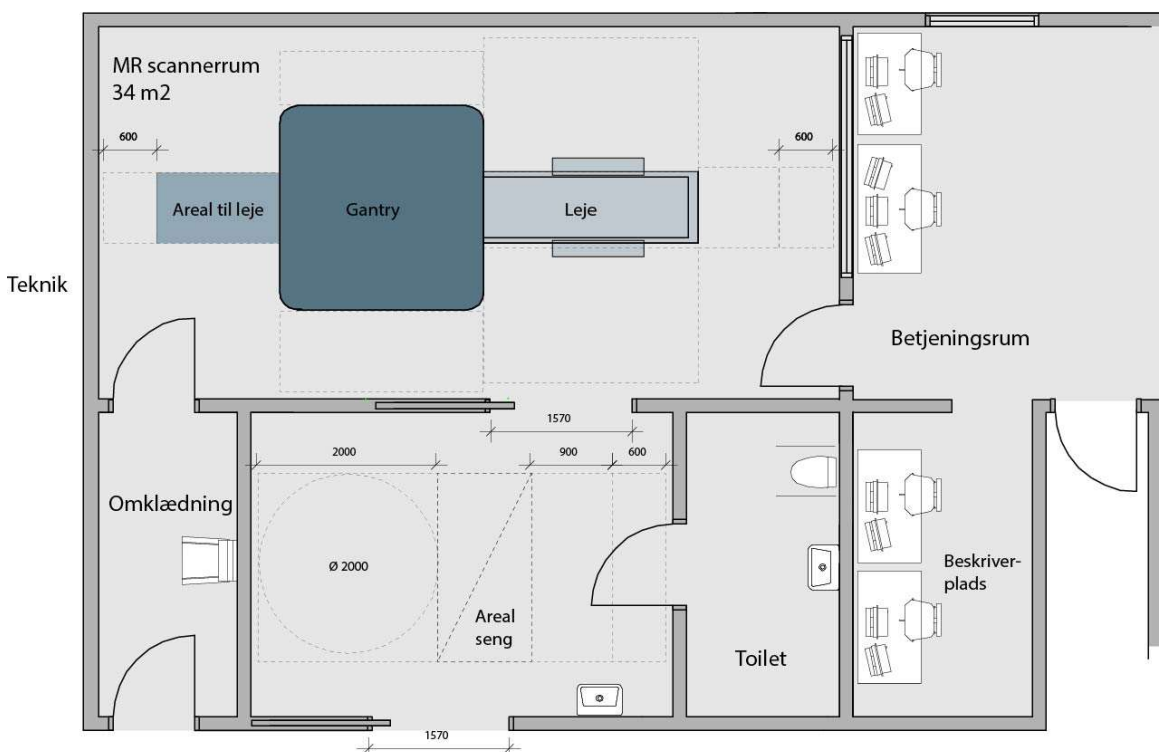 MR scannerrum
34 m2
600
600
Areal til leje
Gantry
Leje
Teknik
Betjeningsrum
1570
2000
900
600
Omklædning
Ø 2000
Areal
seng
Toilet
Beskriver-
plads
1570